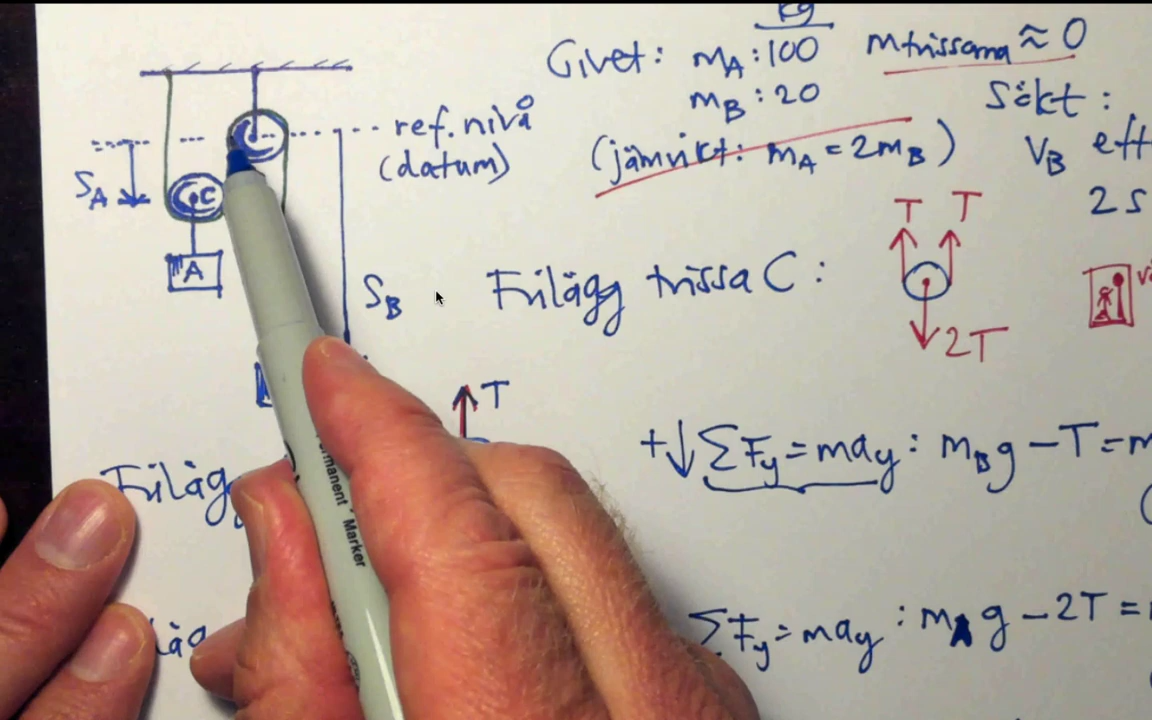 kg
Givet: mA : 100
mtrissorna ≈ 0
mB : 20
Sökt :
ref. nivå
(datum)
(jämvikt: mA = 2mB)
VB eft
2 s
SA
C
A
T T
SB
Frilägg trissa C :
2T
T
+↓ ΣFy = may : mBg - T =
Friläg
permanent Marker
ΣFy = may : mAg - 2T =